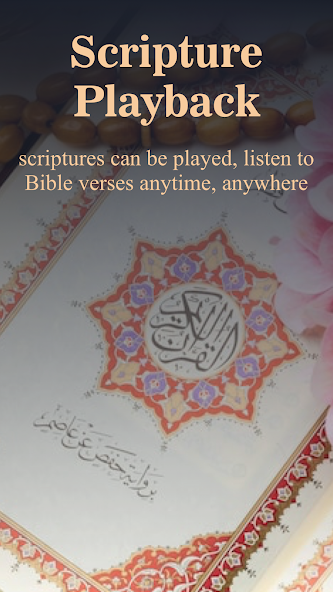 Scripture
Playback
scriptures can be played, listen to
Bible verses anytime, anywhere
القرآن الكريم
برواية حفص عن عاصم